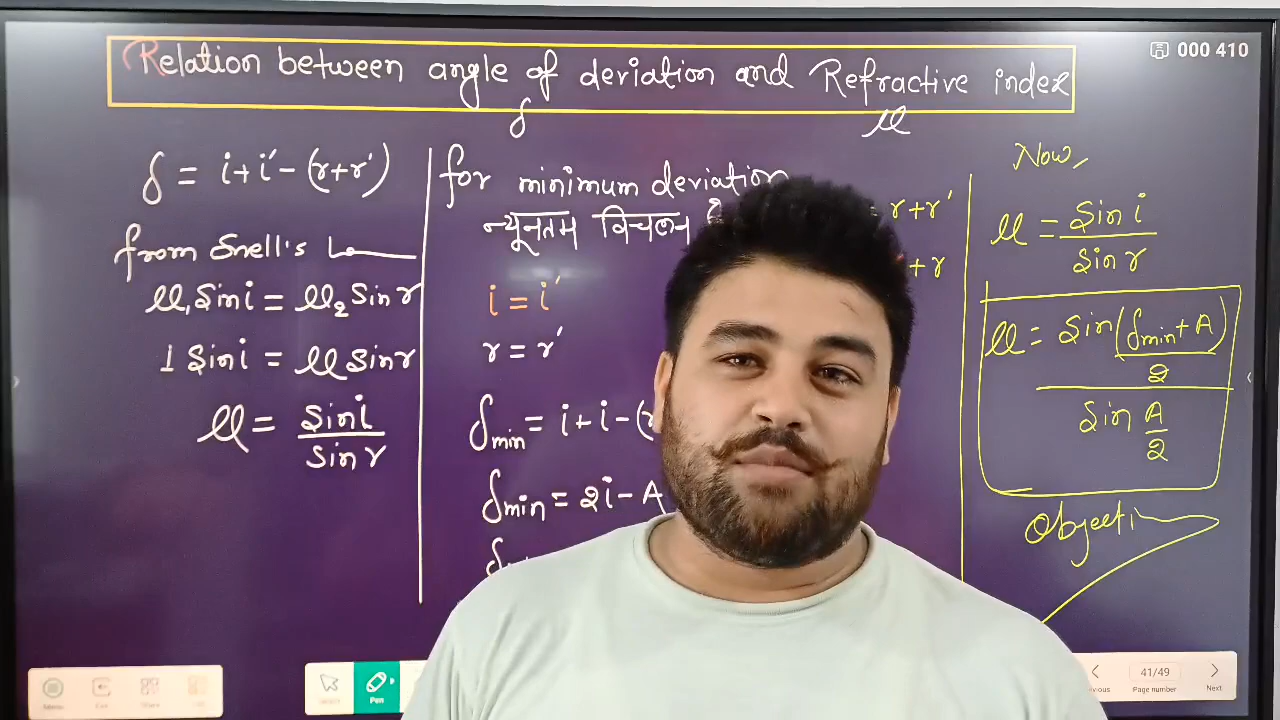 000 410
Relation between angle of deviation and Refractive index
δ μ
δ = i+i′-(r+r′)
from Snell's
μ₁ Sin i = μ₂ Sin r
1 Sin i = μ Sin r
μ = sin i / sin r
for minimum deviation
न्यूनतम विचलन
i = i′
r = r′
δmin = i+i-(r
δmin = 2i-A
= r+r′
+r
Now,
μ = Sin i / Sin r
μ = Sin (δmin + A)/2 / Sin A/2
Pen
41/49
Page number
Next